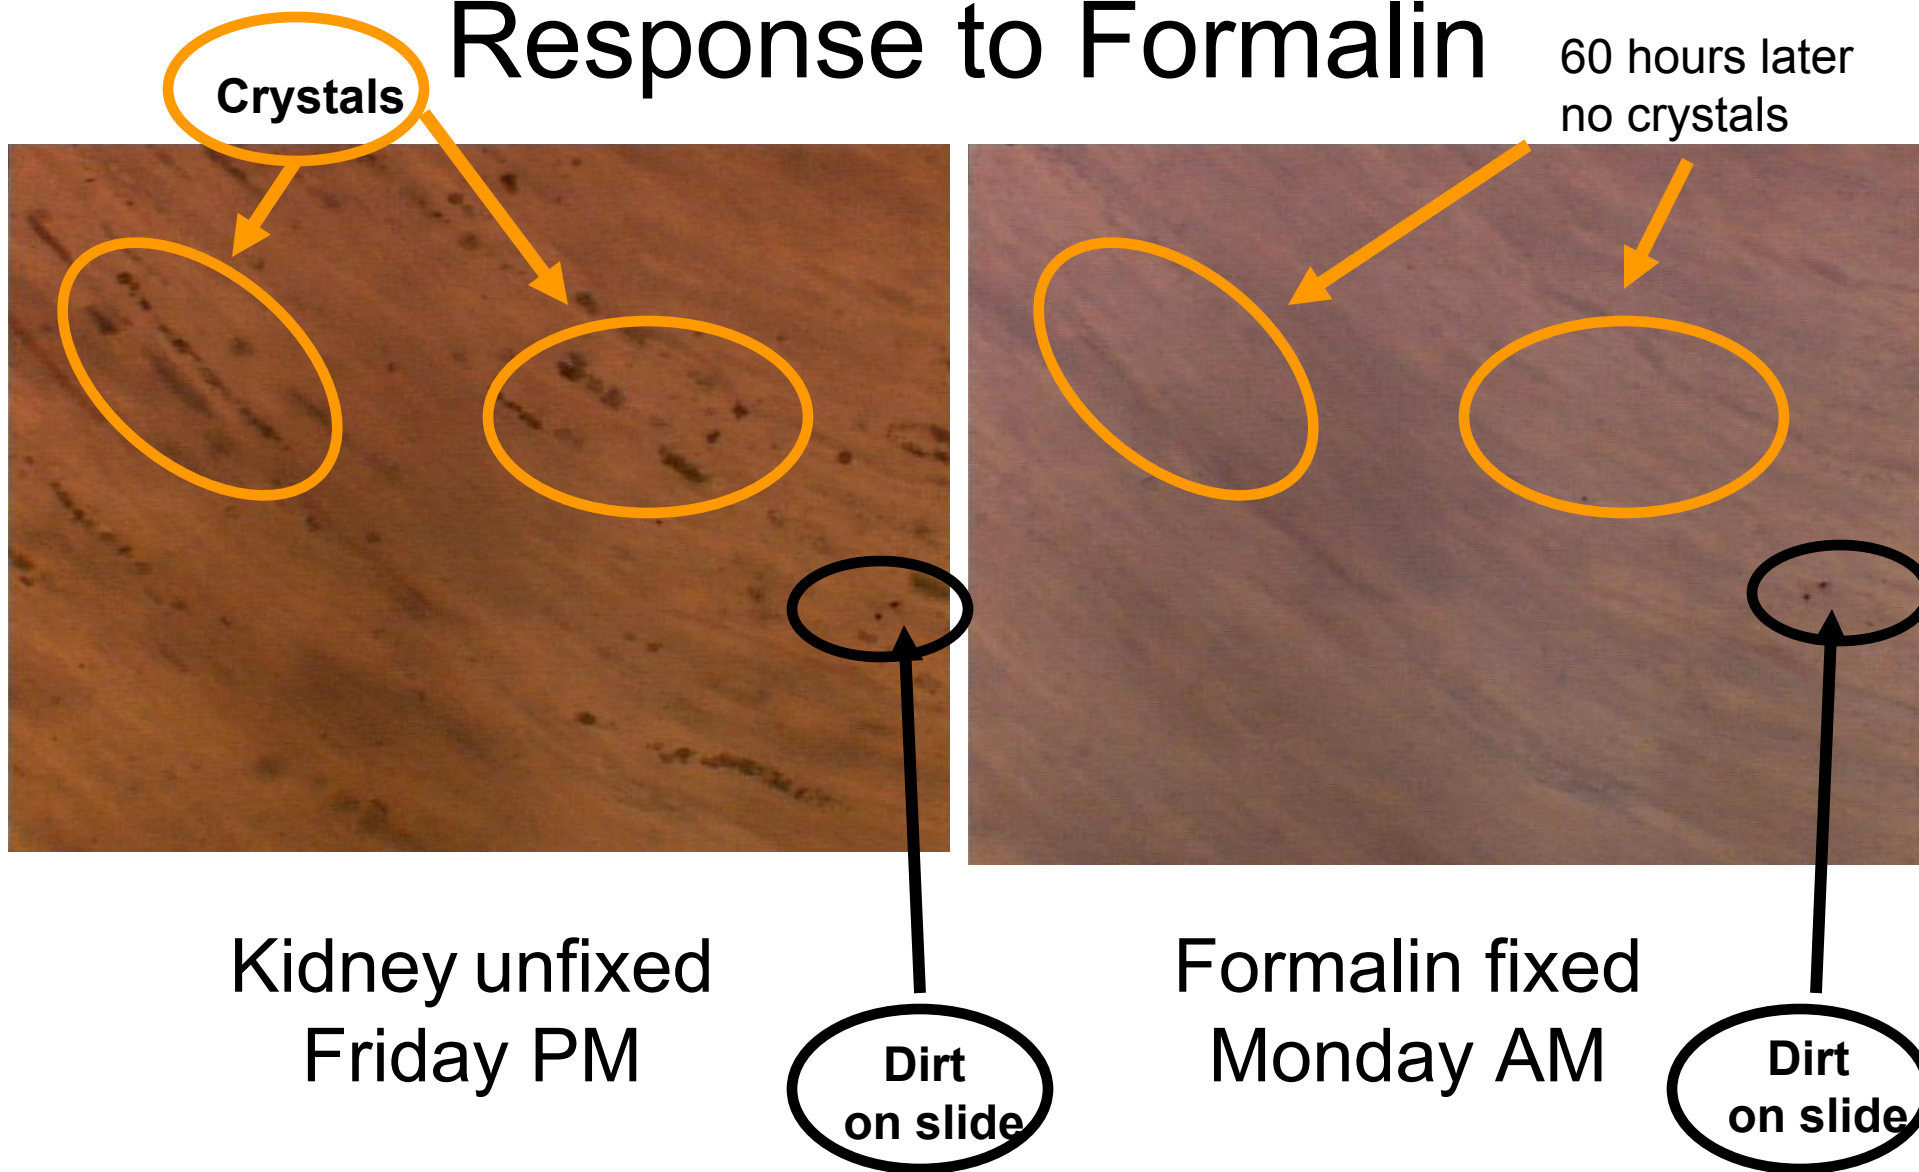 Response to Formalin
Crystals
60 hours later
no crystals
Kidney unfixed
Friday PM
Dirt
on slide
Formalin fixed
Monday AM
Dirt
on slide